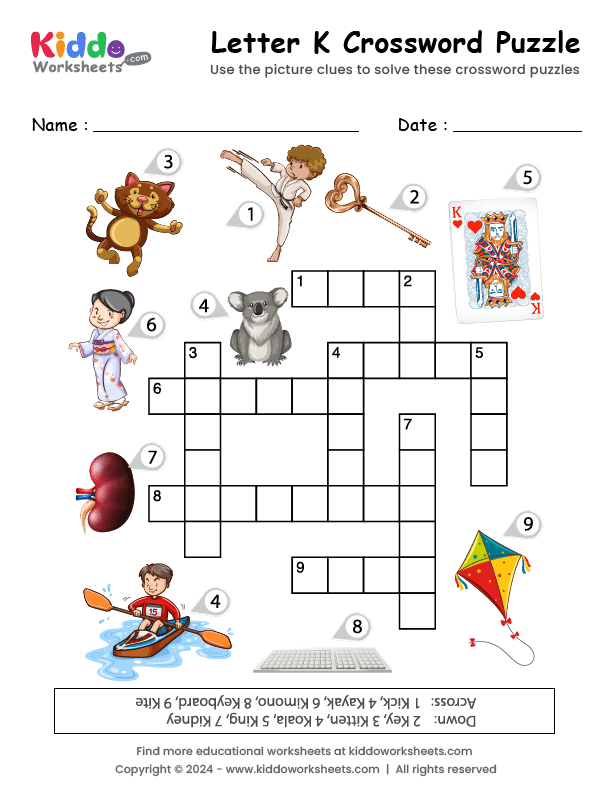 Kiddo
Worksheets.com
Letter K Crossword Puzzle
Use the picture clues to solve these crossword puzzles
Name :
Date :
3
1
2
5
K
K
6
4
7
4
8
9
1
2
3
4
5
6
7
8
9
Across: 1 Kick, 4 Kayak, 6 Kimono, 8 Keyboard, 9 Kite
Down: 2 Key, 3 Kitten, 4 Koala, 5 King, 7 Kidney
15
Find more educational worksheets at kiddoworksheets.com
Copyright © 2024 - www.kiddoworksheets.com | All rights reserved